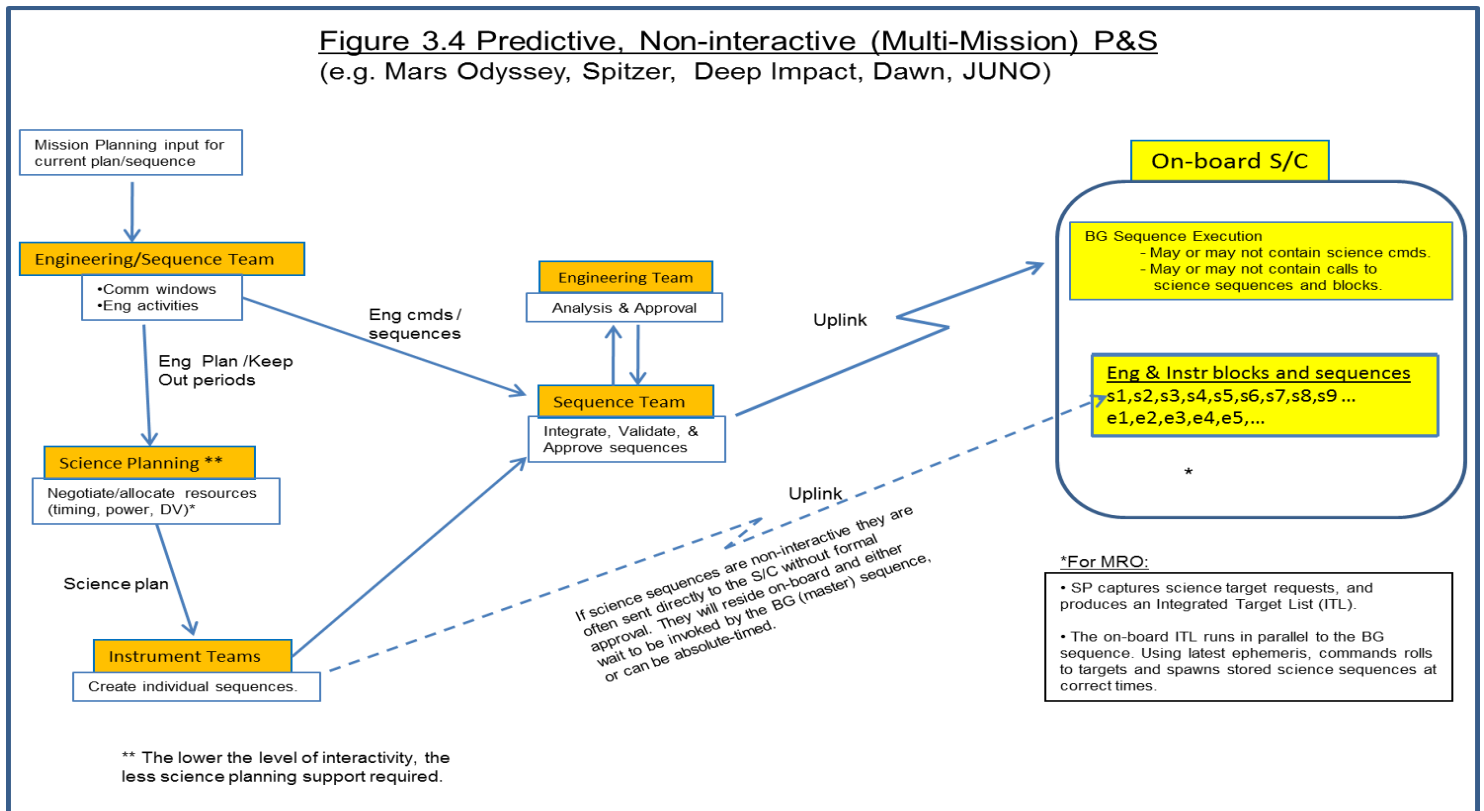 Figure 3.4 Predictive, Non-interactive (Multi-Mission) P&S
(e.g. Mars Odyssey, Spitzer, Deep Impact, Dawn, JUNO)
Mission Planning input for
current plan/sequence
Engineering/Sequence Team
•Comm windows
•Eng activities
Eng cmds/
sequences
Eng Plan /Keep
Out periods
Engineering Team
Analysis & Approval
Sequence Team
Integrate, Validate, &
Approve sequences
Science Planning **
Negotiate/allocate resources
(timing, power, DV)*
Science plan
Instrument Teams
Create individual sequences.
** The lower the level of interactivity, the
less science planning support required.
Uplink
Uplink
If science sequences are non-interactive they are
often sent directly to the S/C without formal
approval. They will reside on-board and either
wait to be invoked by the BG (master) sequence,
or can be absolute-timed.
On-board S/C
BG Sequence Execution
- May or may not contain science cmds.
- May or may not contain calls to
science sequences and blocks.
Eng & Instr blocks and sequences
s1,s2,s3,s4,s5,s6,s7,s8,s9 ...
e1,e2,e3,e4,e5,...
*
*For MRO:
• SP captures science target requests, and
produces an Integrated Target List (ITL).
• The on-board ITL runs in parallel to the BG
sequence. Using latest ephemeris, commands rolls
to targets and spawns stored science sequences at
correct times.